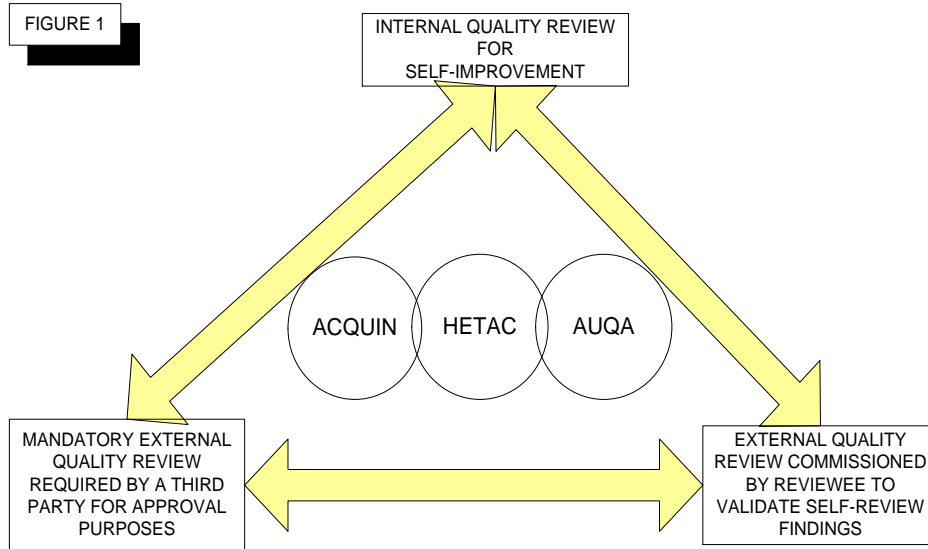 FIGURE 1
INTERNAL QUALITY REVIEW
FOR
SELF-IMPROVEMENT
ACQUIN
HETAC
AUQA
MANDATORY EXTERNAL
QUALITY REVIEW
REQUIRED BY A THIRD
PARTY FOR APPROVAL
PURPOSES
EXTERNAL QUALITY
REVIEW COMMISSIONED
BY REVIEWEE TO
VALIDATE SELF-REVIEW
FINDINGS